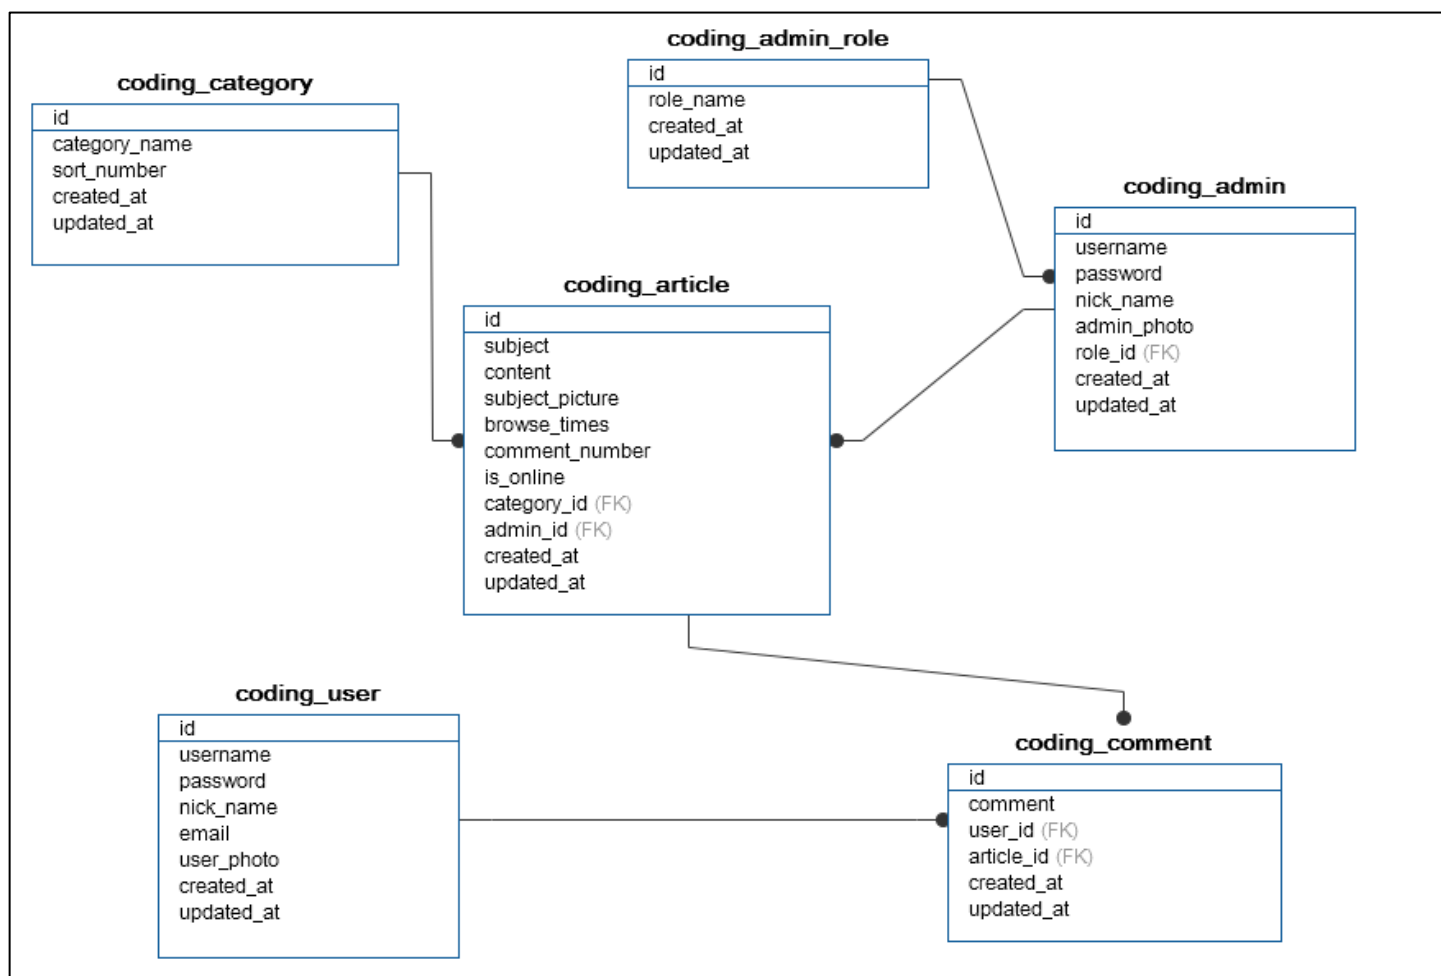 coding_category
id
category_name
sort_number
created_at
updated_at
coding_admin_role
id
role_name
created_at
updated_at
coding_admin
id
username
password
nick_name
admin_photo
role_id (FK)
created_at
updated_at
coding_article
id
subject
content
subject_picture
browse_times
comment_number
is_online
category_id (FK)
admin_id (FK)
created_at
updated_at
coding_user
id
username
password
nick_name
email
user_photo
created_at
updated_at
coding_comment
id
comment
user_id (FK)
article_id (FK)
created_at
updated_at